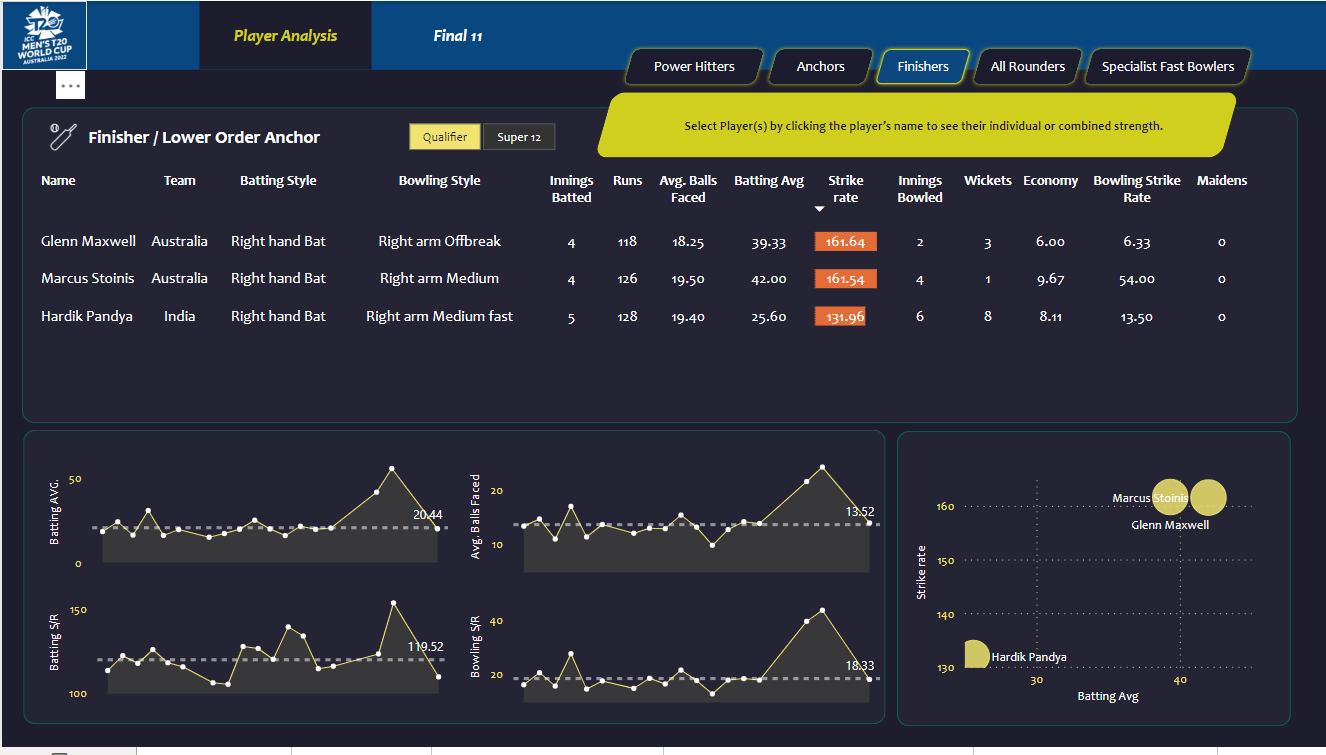 ICC
MEN'S T20
WORLD CUP
AUSTRALIA 2022
Player Analysis
Final 11
Power Hitters
Anchors
Finishers
All Rounders
Specialist Fast Bowlers
Select Player(s) by clicking the player's name to see their individual or combined strength.
Finisher / Lower Order Anchor
Qualifier
Super 12
Name Team Batting Style Bowling Style Innings Batted Runs Avg. Balls Faced Batting Avg Strike rate Innings Bowled Wickets Economy Bowling Strike Rate Maidens
Glenn Maxwell Australia Right hand Bat Right arm Offbreak 4 118 18.25 39.33 161.64 2 3 6.00 6.33 0
Marcus Stoinis Australia Right hand Bat Right arm Medium 4 126 19.50 42.00 161.54 4 1 9.67 54.00 0
Hardik Pandya India Right hand Bat Right arm Medium fast 5 128 19.40 25.60 131.96 6 8 8.11 13.50 0
Batting AVG.
50
0
20.44
Avg. Balls Faced
20
10
13.52
Batting S/R
150
100
119.52
Bowling S/R
40
20
18.33
Strike rate
160
150
140
130
Marcus Stoinis
Glenn Maxwell
Hardik Pandya
30
40
Batting Avg